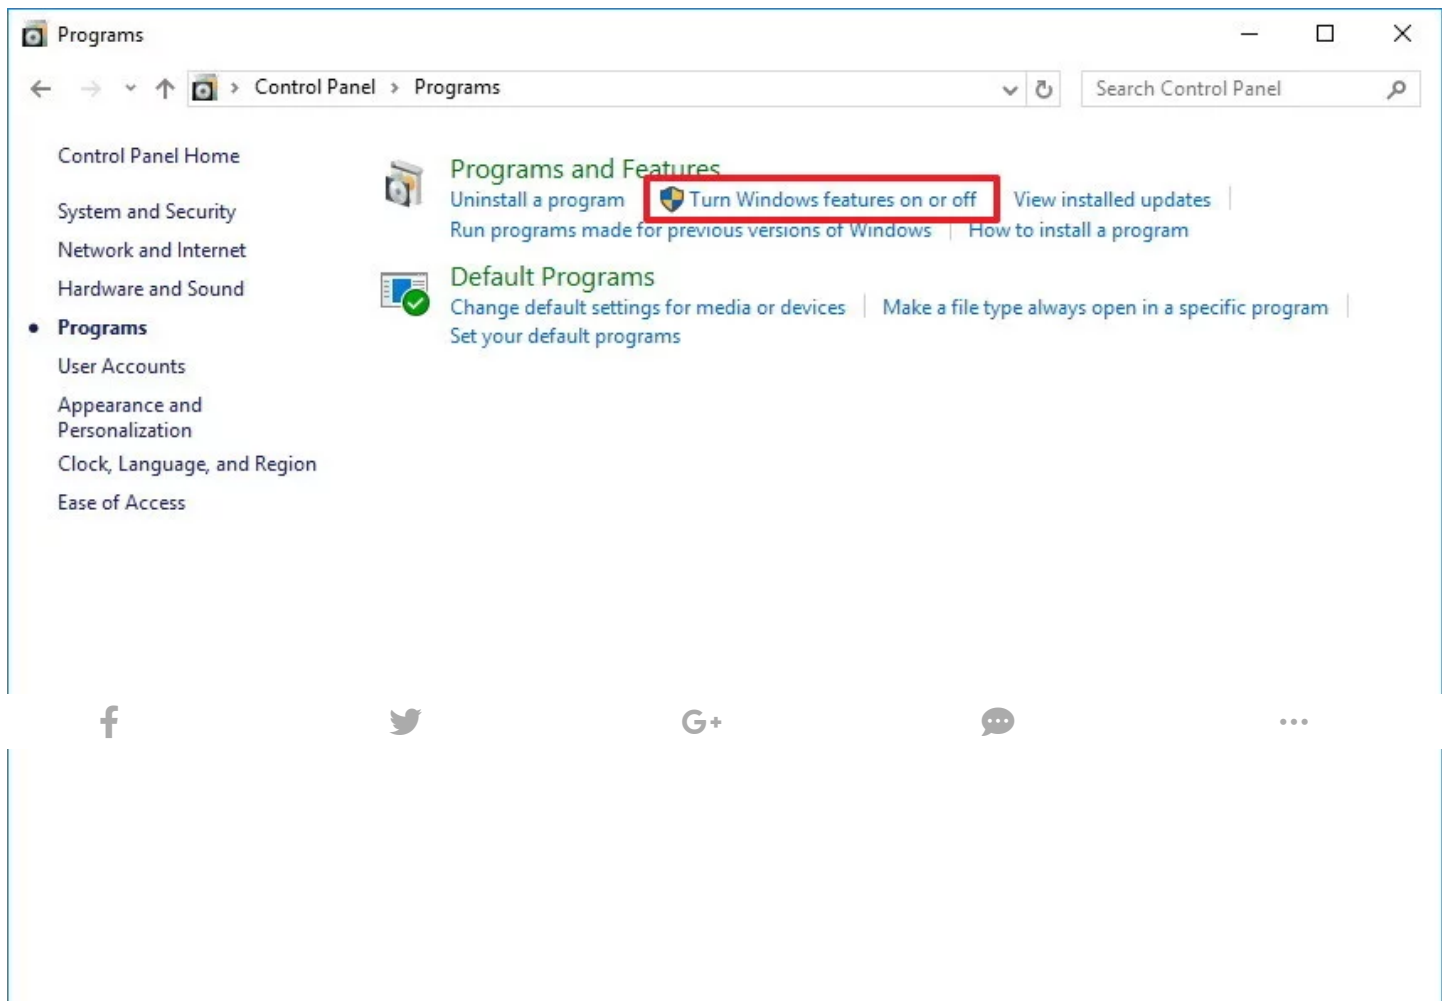 Programs
Control Panel > Programs
Search Control Panel
Control Panel Home
System and Security
Network and Internet
Hardware and Sound
Programs
User Accounts
Appearance and
Personalization
Clock, Language, and Region
Ease of Access
Programs and Features
Uninstall a program Turn Windows features on or off View installed updates
Run programs made for previous versions of Windows How to install a program
Default Programs
Change default settings for media or devices Make a file type always open in a specific program
Set your default programs
G+